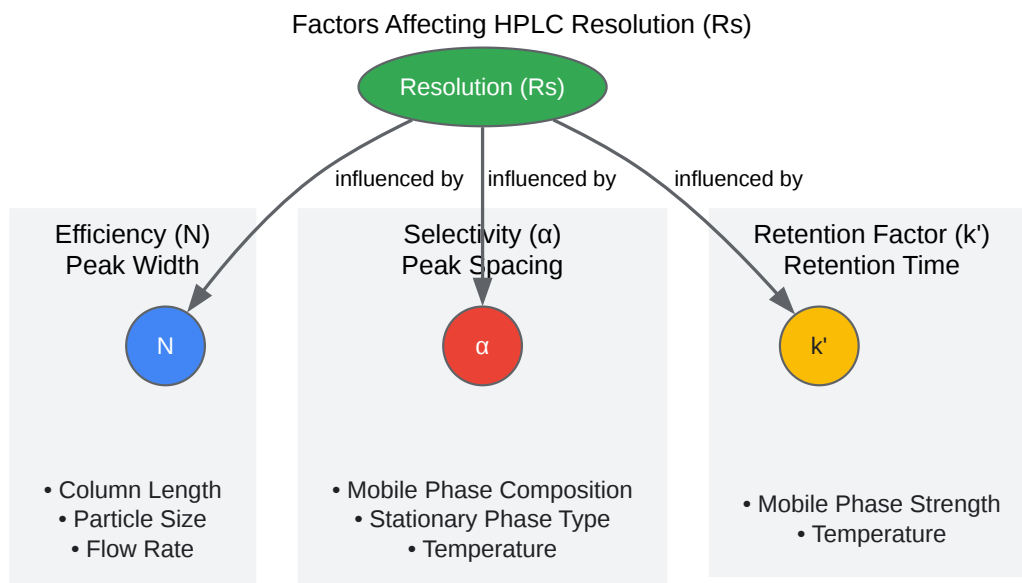 Factors Affecting HPLC Resolution (Rs)
Resolution (Rs)
influenced by
influenced by
influenced by
Efficiency (N)
Peak Width
N
• Column Length
• Particle Size
• Flow Rate
Selectivity (α)
Peak Spacing
α
• Mobile Phase Composition
• Stationary Phase Type
• Temperature
Retention Factor (k')
Retention Time
k'
• Mobile Phase Strength
• Temperature